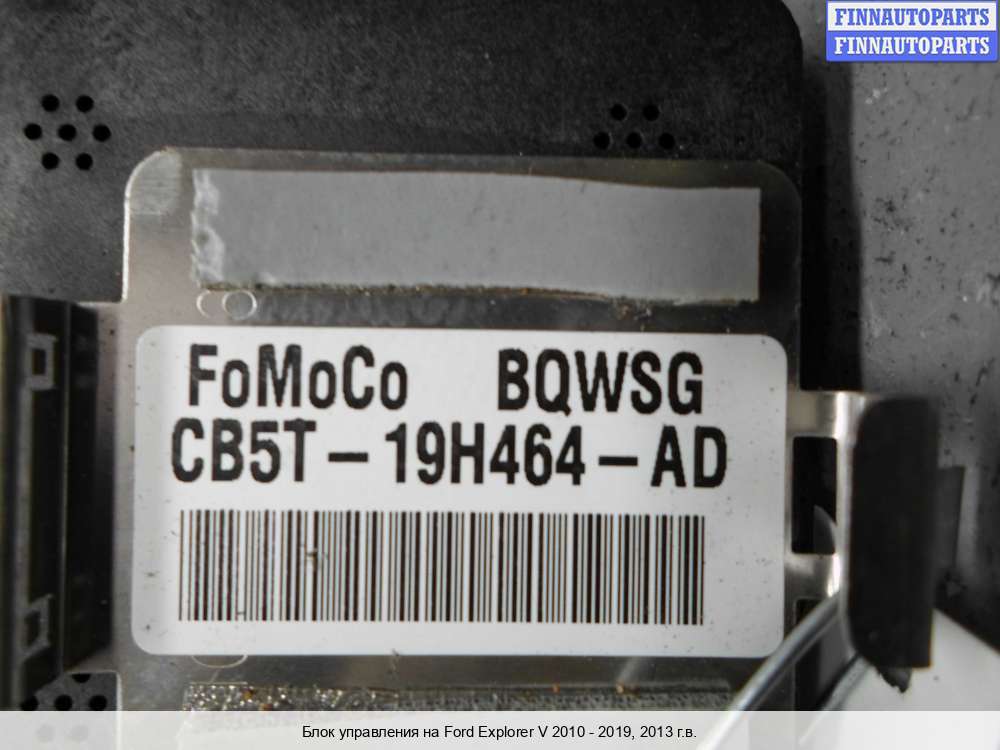 FINNAUTOPARTS
FINNAUTOPARTS
FoMoCo BQWSG
CB5T-19H464-AD
Блок управления на Ford Explorer V 2010 - 2019, 2013 г.в.